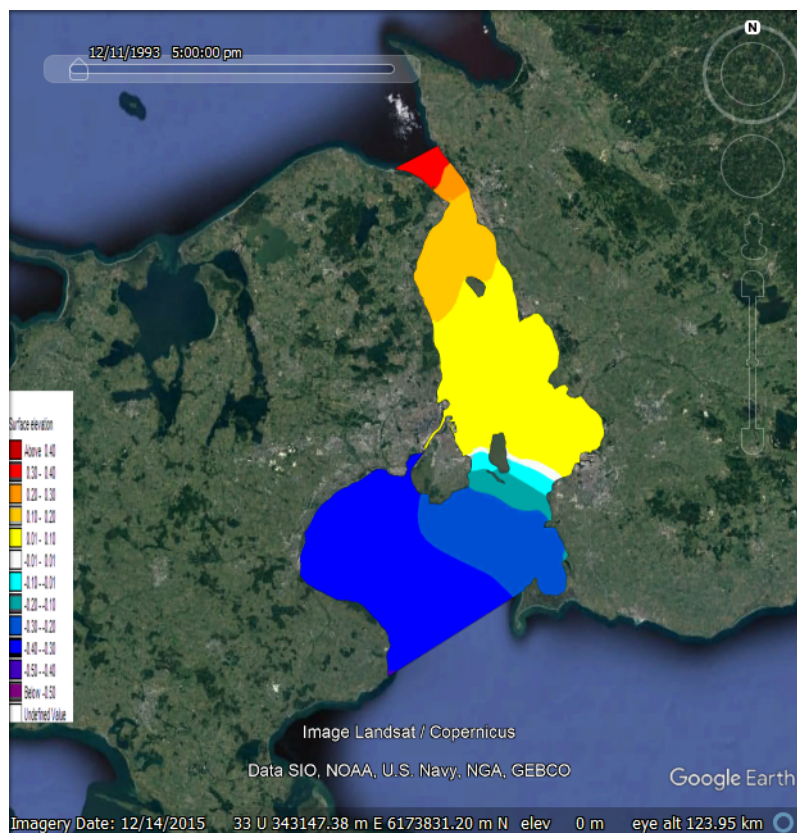 12/11/1993 5:00:00 pm
N
Surface elevation
Above 0.40
0.30 - 0.40
0.20 - 0.30
0.10 - 0.20
0.01 - 0.10
-0.01 - 0.01
-0.10 - -0.01
-0.20 - -0.10
-0.30 - -0.20
-0.40 - -0.30
-0.50 - -0.40
Below -0.50
Undefined Value
Image Landsat / Copernicus
Data SIO, NOAA, U.S. Navy, NGA, GEBCO
Google Earth
Imagery Date: 12/14/2015 33 U 343147.38 m E 6173831.20 m N elev 0 m eye alt 123.95 km